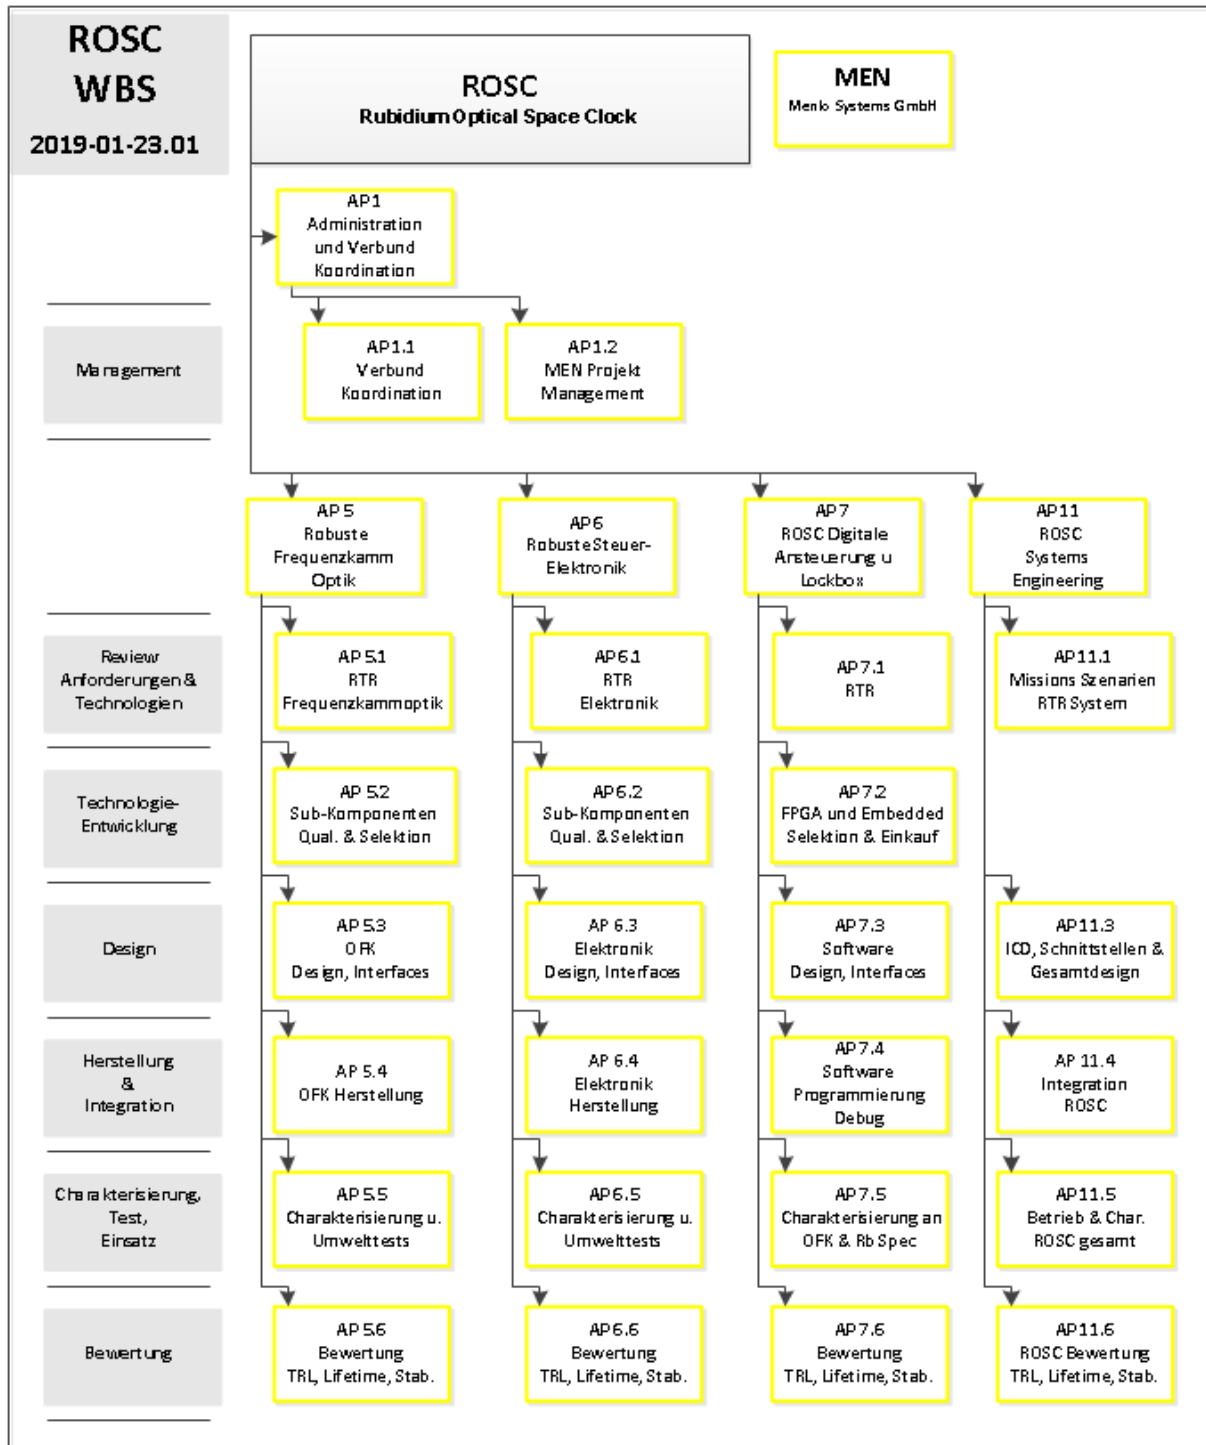 ROSC
WBS
2019-01-23.01
ROSC
Rubidium Optical Space Clock
MEN
Menlo Systems GmbH
AP1
Administration
und Verbund
Koordination
Management
AP1.1
Verbund
Koordination
AP1.2
MEN Projekt
Management
AP 5
Robuste
Frequenzkamm
Optik
AP6
Robuste Steuer-
Elektronik
AP7
ROSC Digitale
Ansteuerung u
Lockbox
AP11
ROSC
Systems
Engineering
Review
Anforderungen &
Technologien
AP 5.1
RTR
Frequenzkammoptik
AP6.1
RTR
Elektronik
AP7.1
RTR
AP11.1
Missions Szenarien
RTR System
Technologie-
Entwicklung
AP 5.2
Sub-Komponenten
Qual. & Selektion
AP6.2
Sub-Komponenten
Qual. & Selektion
AP7.2
FPGA und Embedded
Selektion & Einkauf
Design
AP 5.3
OFK
Design, Interfaces
AP 6.3
Elektronik
Design, Interfaces
AP7.3
Software
Design, Interfaces
AP11.3
ICD, Schnittstellen &
Gesamtdesign
Herstellung
&
Integration
AP 5.4
OFK Herstellung
AP 6.4
Elektronik
Herstellung
AP7.4
Software
Programmierung
Debug
AP 11.4
Integration
ROSC
Charakterisierung,
Test,
Einsatz
AP5.5
Charakterisierung u.
Umwelttests
AP6.5
Charakterisierung u.
Umwelttests
AP7.5
Charakterisierung an
OFK & Rb Spec
AP11.5
Betrieb & Char.
ROSC gesamt
Bewertung
AP5.6
Bewertung
TRL, Lifetime, Stab.
AP6.6
Bewertung
TRL, Lifetime, Stab.
AP7.6
Bewertung
TRL, Lifetime, Stab.
AP11.6
ROSC Bewertung
TRL, Lifetime, Stab.